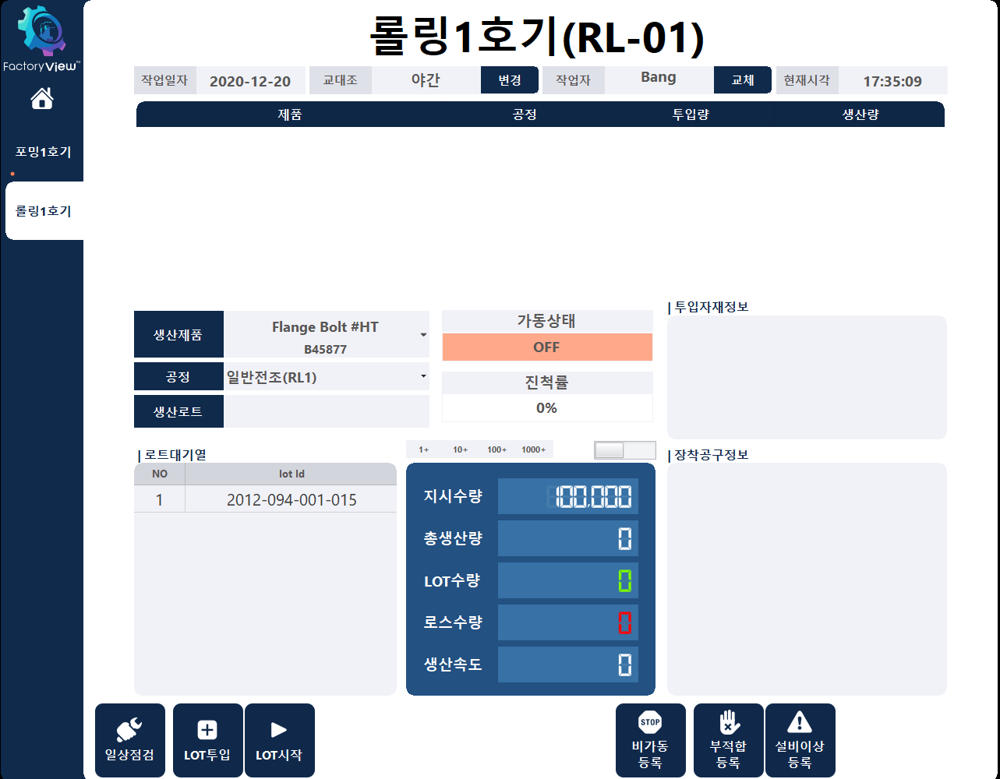 FactoryView™
포밍1호기
롤링1호기
롤링1호기(RL-01)
작업일자 2020-12-20 교대조 야간 변경 작업자 Bang 교체 현재시각 17:35:09
제품 공정 투입량 생산량
생산제품 Flange Bolt #HT
B45877
공정 일반전조(RL1)
생산로트
가동상태
OFF
진척률
0%
| 투입자재정보
| 로트대기열
NO lot Id
1 2012-094-001-015
1+ 10+ 100+ 1000+
지시수량 100,000
총생산량 0
LOT수량 0
로스수량 0
생산속도 0
| 장착공구정보
일상점검
LOT투입
LOT시작
STOP
비가동
등록
부적합
등록
설비이상
등록